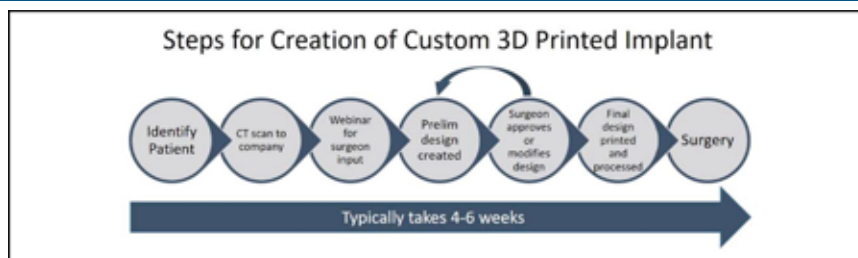 Steps for Creation of Custom 3D Printed Implant
Identify
Patient
CT scan to
company
Webinar
for
surgeon
input
Prelim
design
created
Surgeon
approves
or
modifies
design
Final
design
printed
and
processed
Surgery
Typically takes 4-6 weeks